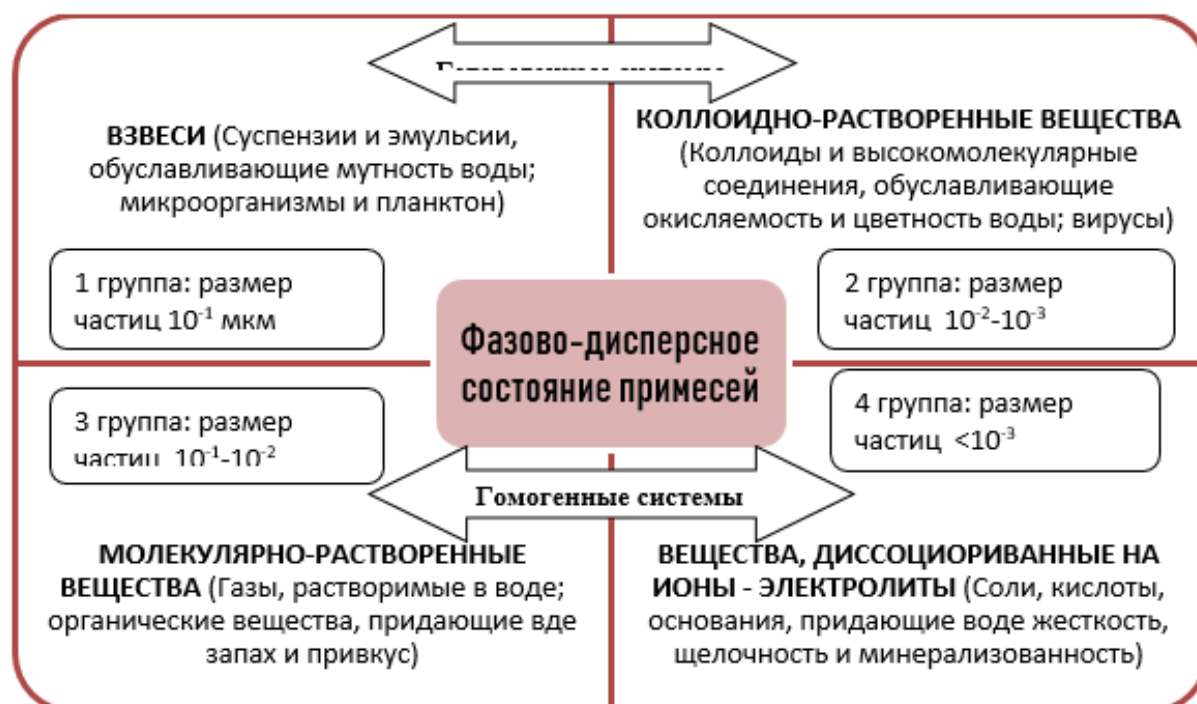 ВЗВЕСИ (Суспензии и эмульсии,
обуславливающие мутность воды;
микроорганизмы и планктон)
КОЛЛОИДНО-РАСТВОРЕННЫЕ ВЕЩЕСТВА
(Коллоиды и высокомолекулярные
соединения, обуславливающие
окисляемость и цветность воды; вирусы)
1 группа: размер
частиц 10⁻¹ мкм
2 группа: размер
частиц 10⁻²-10⁻³
Фазово-дисперсное
состояние примесей
3 группа: размер
частиц 10⁻¹-10⁻²
4 группа: размер
частиц <10⁻³
Гомогенные системы
МОЛЕКУЛЯРНО-РАСТВОРЕННЫЕ
ВЕЩЕСТВА (Газы, растворимые в воде;
органические вещества, придающие вде
запах и привкус)
ВЕЩЕСТВА, ДИССОЦИОРИВАННЫЕ НА
ИОНЫ - ЭЛЕКТРОЛИТЫ (Соли, кислоты,
основания, придающие воде жесткость,
щелочность и минерализованность)